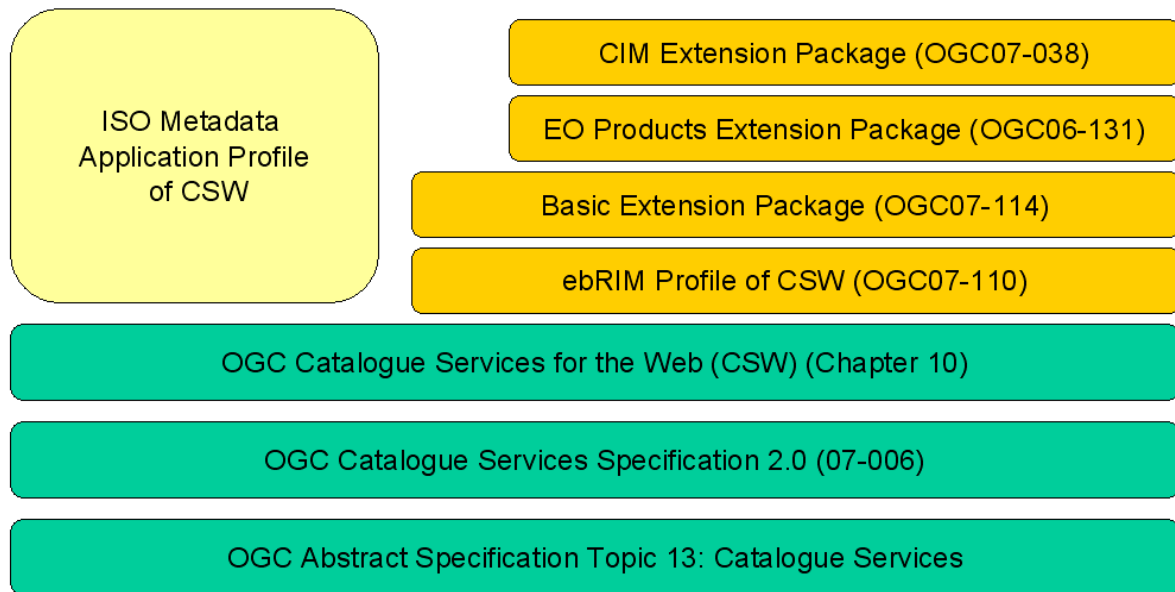 ISO Metadata
Application Profile
of CSW
CIM Extension Package (OGC07-038)
EO Products Extension Package (OGC06-131)
Basic Extension Package (OGC07-114)
ebRIM Profile of CSW (OGC07-110)
OGC Catalogue Services for the Web (CSW) (Chapter 10)
OGC Catalogue Services Specification 2.0 (07-006)
OGC Abstract Specification Topic 13: Catalogue Services